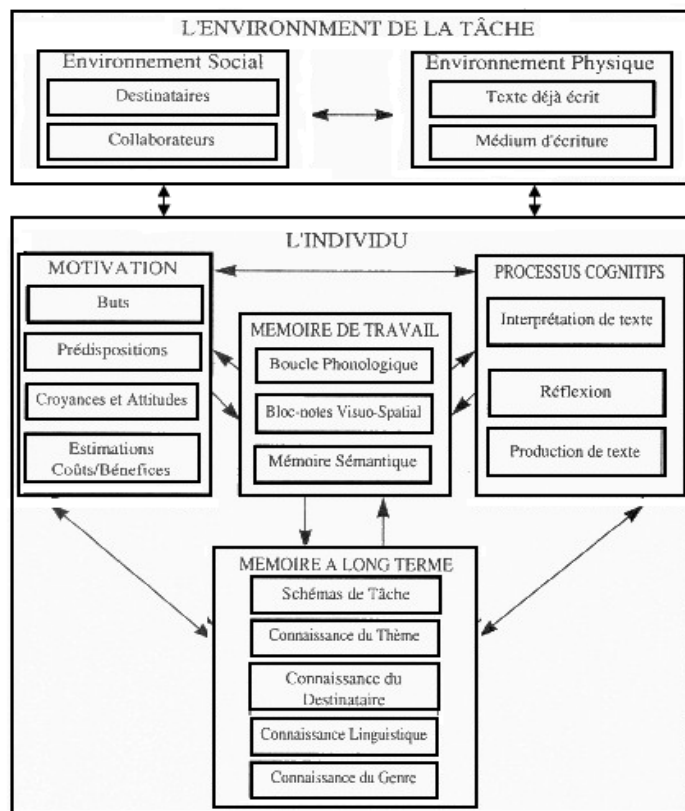 L'ENVIRONNMENT DE LA TÂCHE
Environnement Social
Destinataires
Collaborateurs
Environnement Physique
Texte déjà écrit
Médium d'écriture
L'INDIVIDU
MOTIVATION
Buts
Prédispositions
Croyances et Attitudes
Estimations
Coûts/Bénefices
MEMOIRE DE TRAVAIL
Boucle Phonologique
Bloc-notes Visuo-Spatial
Mémoire Sémantique
PROCESSUS COGNITIFS
Interprétation de texte
Réflexion
Production de texte
MEMOIRE A LONG TERME
Schémas de Tâche
Connaissance du Thème
Connaissance du
Destinataire
Connaissance Linguistique
Connaissance du Genre